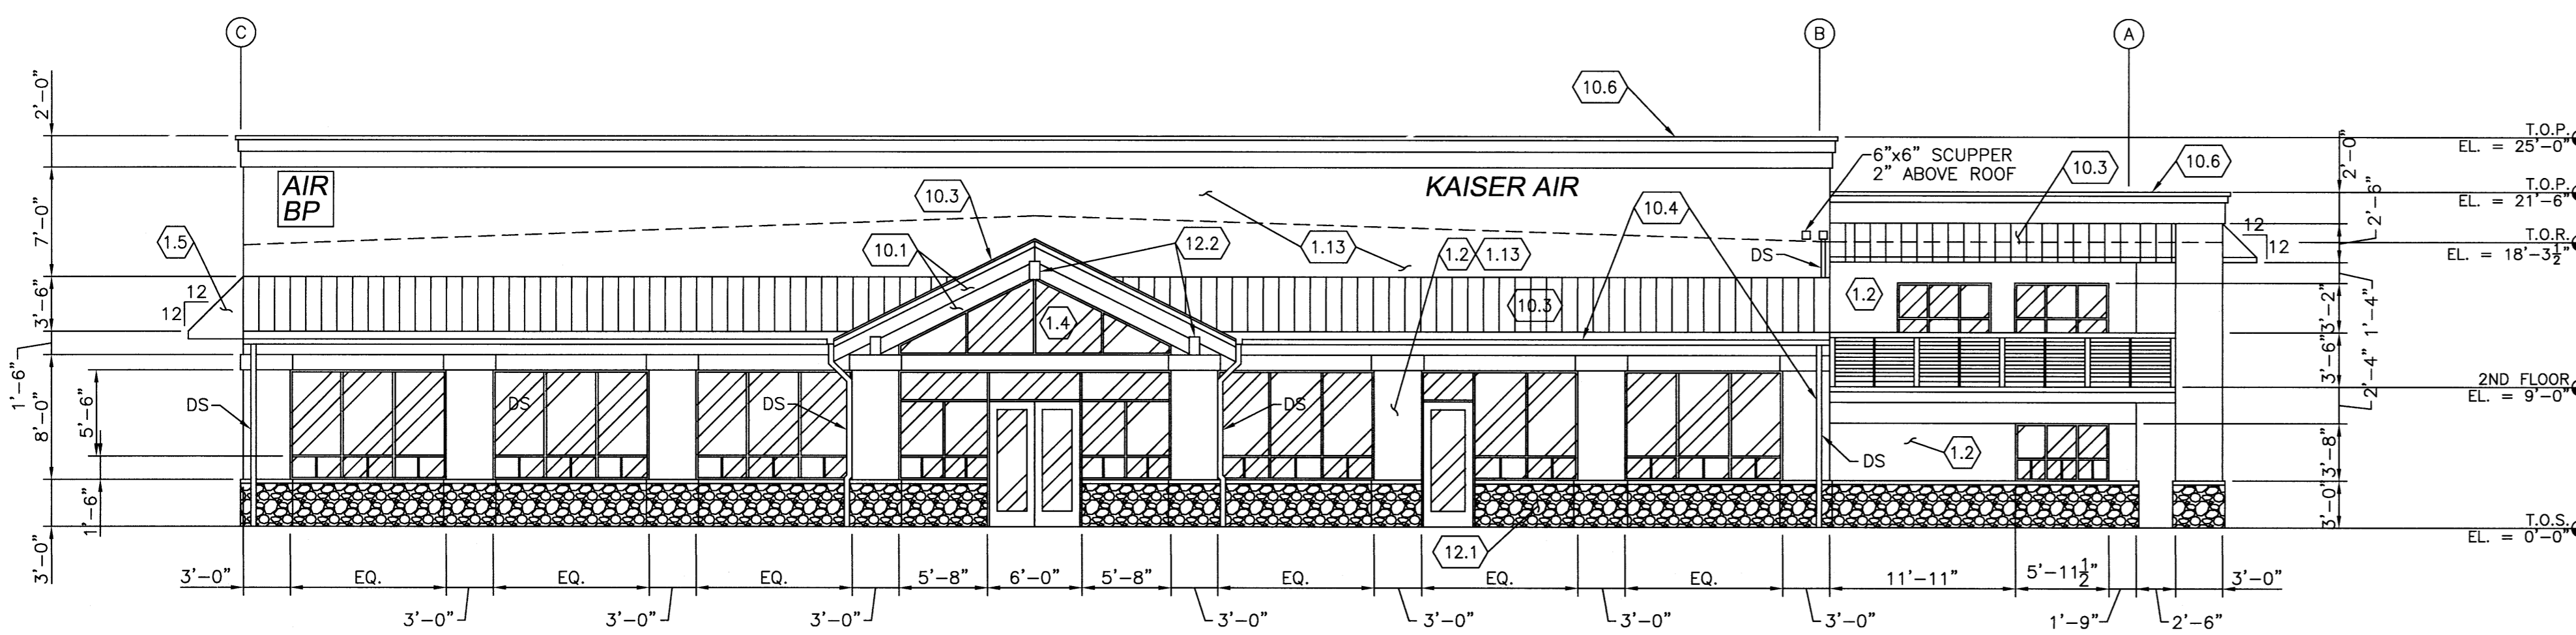 C
B
A
2'-0"
10.6
T.O.P.
EL. = 25'-0"
6"x6" SCUPPER
2" ABOVE ROOF
2'-0"
10.3
10.6
AIR
BP
KAISER AIR
10.3
10.4
T.O.P.
EL. = 21'-6"
2'-6"
7'-0"
1.5
10.1
12.2
1.13
1.2
1.13
DS
12
12
T.O.R.
EL. = 18'-3½"
12
12
3'-6"
1.4
10.3
1.2
3'-2"
1'-4"
1'-6"
3'-6"
2'-4"
2ND FLOOR
EL. = 9'-0"
8'-0"
5'-6"
DS
DS
DS
DS
DS
1.2
3'-8"
1'-6"
3'-0"
3'-0"
12.1
T.O.S.
EL. = 0'-0"
3'-0"
EQ.
EQ.
EQ.
5'-8"
6'-0"
5'-8"
EQ.
EQ.
EQ.
11'-11"
5'-11½"
3'-0"
3'-0"
3'-0"
3'-0"
3'-0"
3'-0"
3'-0"
3'-0"
1'-9"
2'-6"